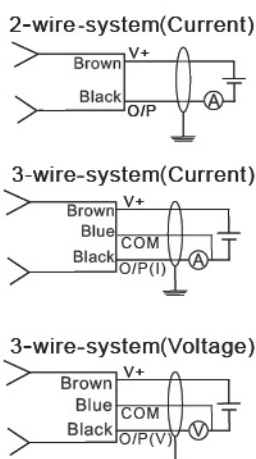 2-wire-system(Current)
V+
Brown
Black
O/P
A
3-wire-system(Current)
V+
Brown
Blue
COM
Black
O/P(I)
A
3-wire-system(Voltage)
V+
Brown
Blue
COM
Black
O/P(V)
V